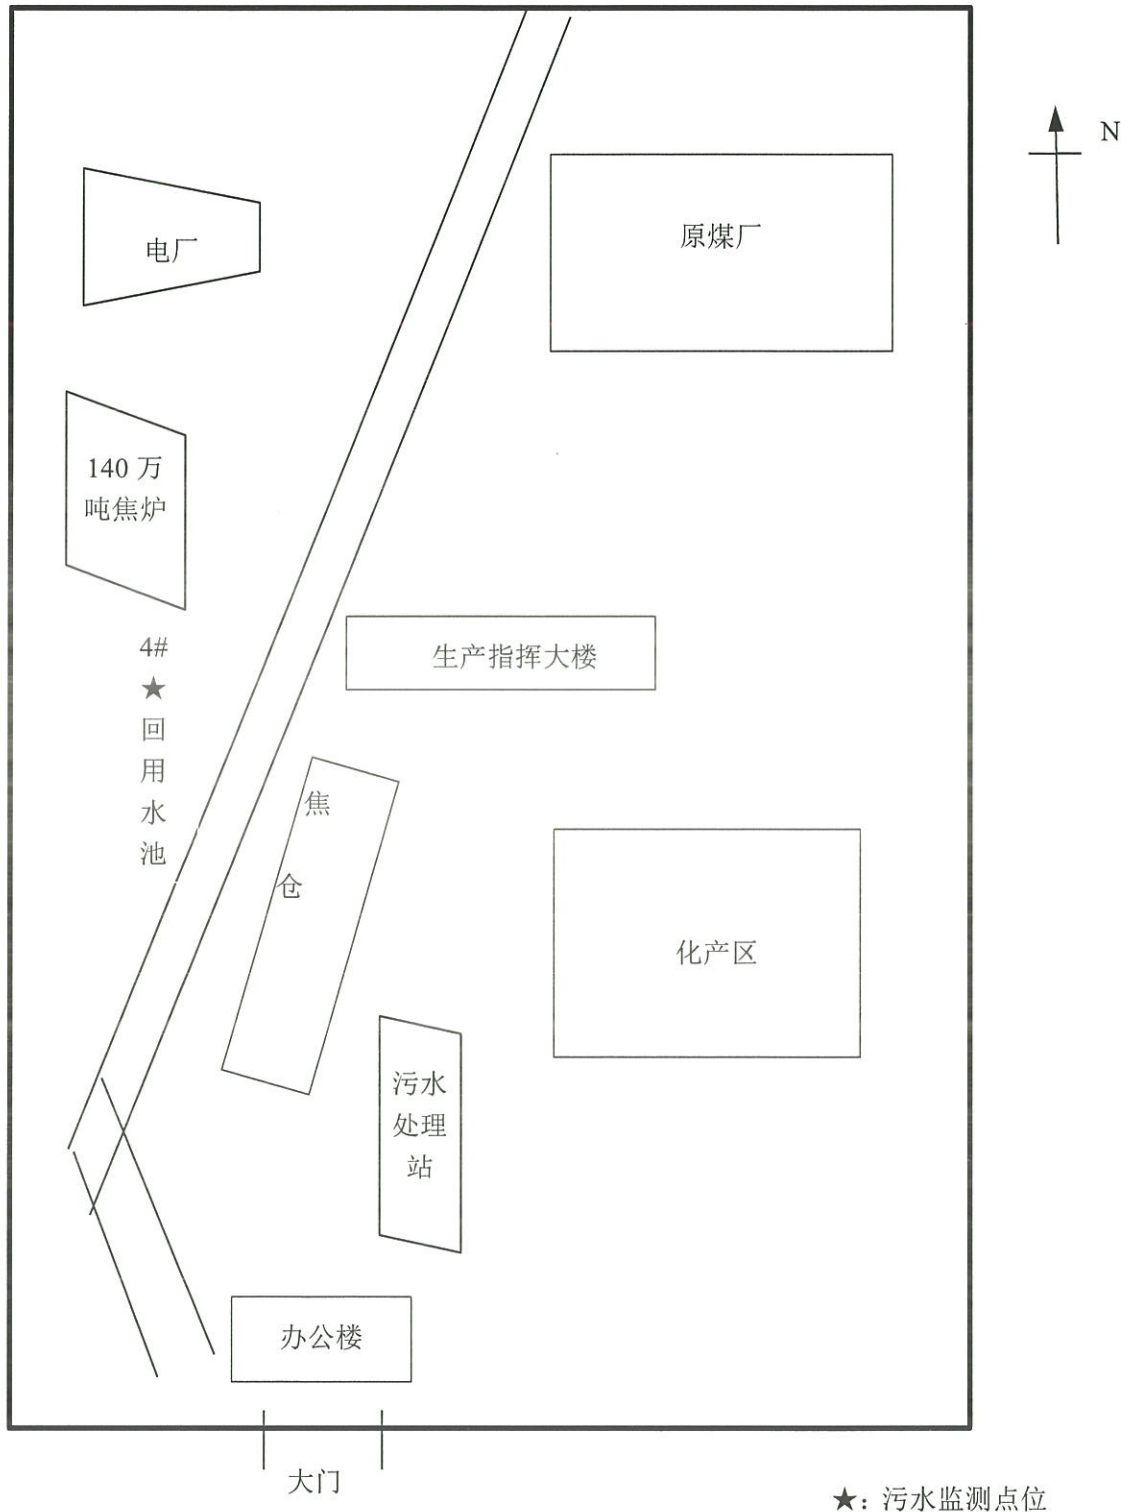 N
原煤厂
电厂
140 万
吨焦炉
4#
★
回
用
水
池
生产指挥大楼
焦
仓
化产区
污水
处理
站
办公楼
大门
★: 污水监测点位